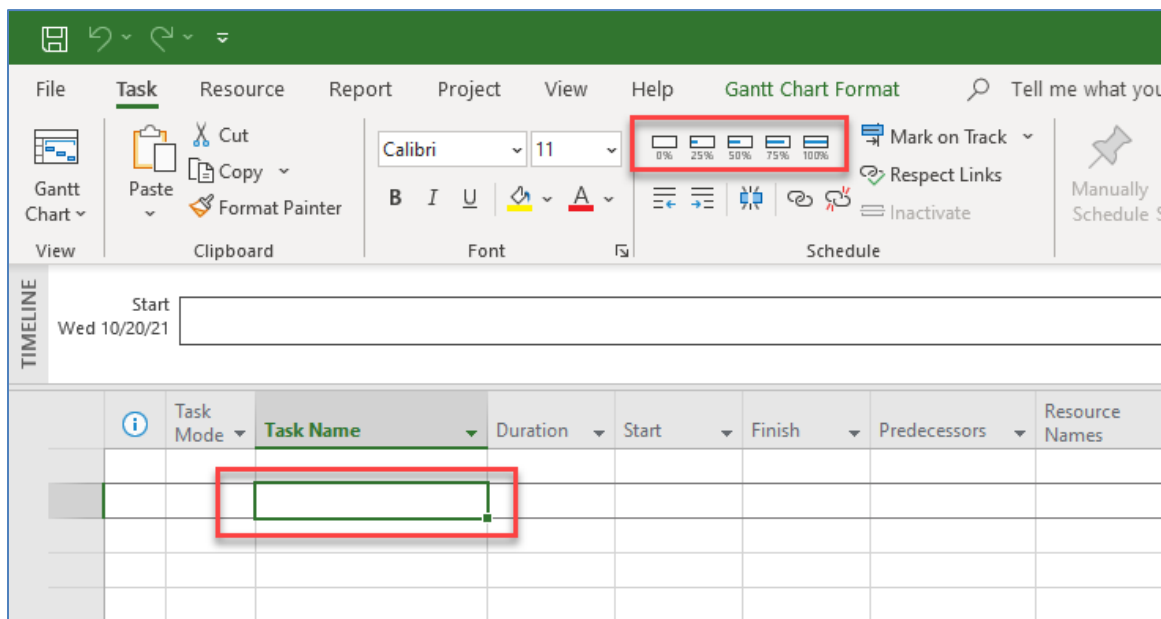 File Task Resource Report Project View Help Gantt Chart Format Tell me what you
Gantt
Chart
View
Paste
Cut
Copy
Format Painter
Clipboard
Calibri 11
B I U A
Font
0% 25% 50% 75% 100%
Mark on Track
Respect Links
Inactivate
Schedule
Manually
Schedule S
TIMELINE
Start
Wed 10/20/21
Task
Mode
Task Name
Duration
Start
Finish
Predecessors
Resource
Names